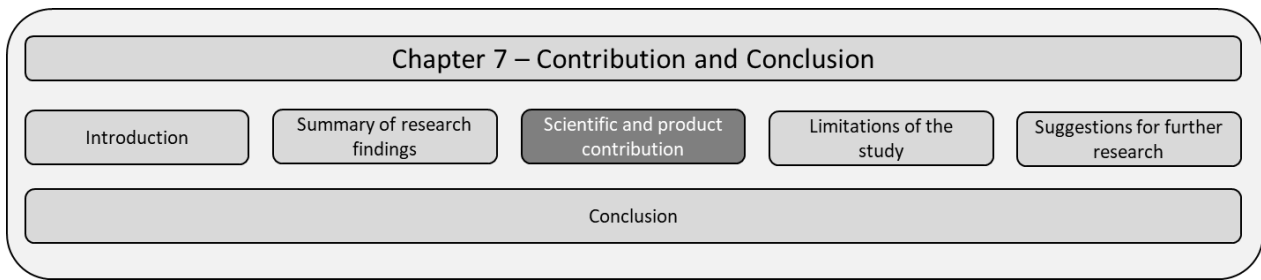 Chapter 7 – Contribution and Conclusion
Introduction
Summary of research
findings
Scientific and product
contribution
Limitations of the
study
Suggestions for further
research
Conclusion